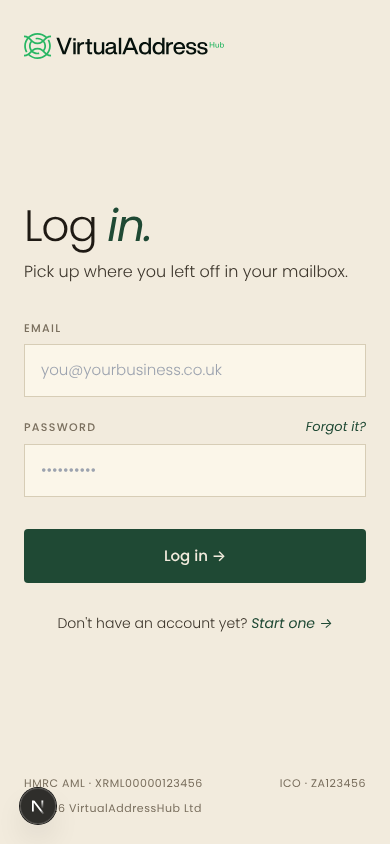 VirtualAddress Hub
Log in.
Pick up where you left off in your mailbox.
EMAIL
you@yourbusiness.co.uk
PASSWORD
Forgot it?
••••••••••
Log in →
Don't have an account yet? Start one →
HMRC AML · XRML00000123456
ICO · ZA123456
N
6 VirtualAddressHub Ltd